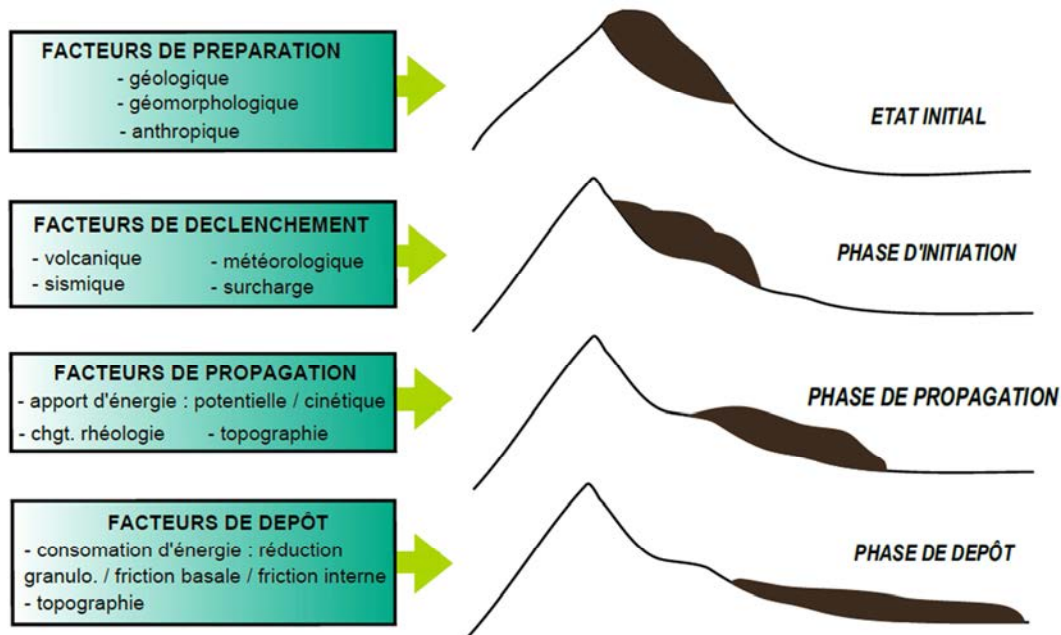 FACTEURS DE PREPARATION
- géologique
- géomorphologique
- anthropique
ETAT INITIAL
FACTEURS DE DECLENCHEMENT
- volcanique - météorologique
- sismique - surcharge
PHASE D'INITIATION
FACTEURS DE PROPAGATION
- apport d'énergie : potentielle / cinétique
- chgt. rhéologie - topographie
PHASE DE PROPAGATION
FACTEURS DE DEPÔT
- consomation d'énergie : réduction
granulo. / friction basale / friction interne
- topographie
PHASE DE DEPÔT